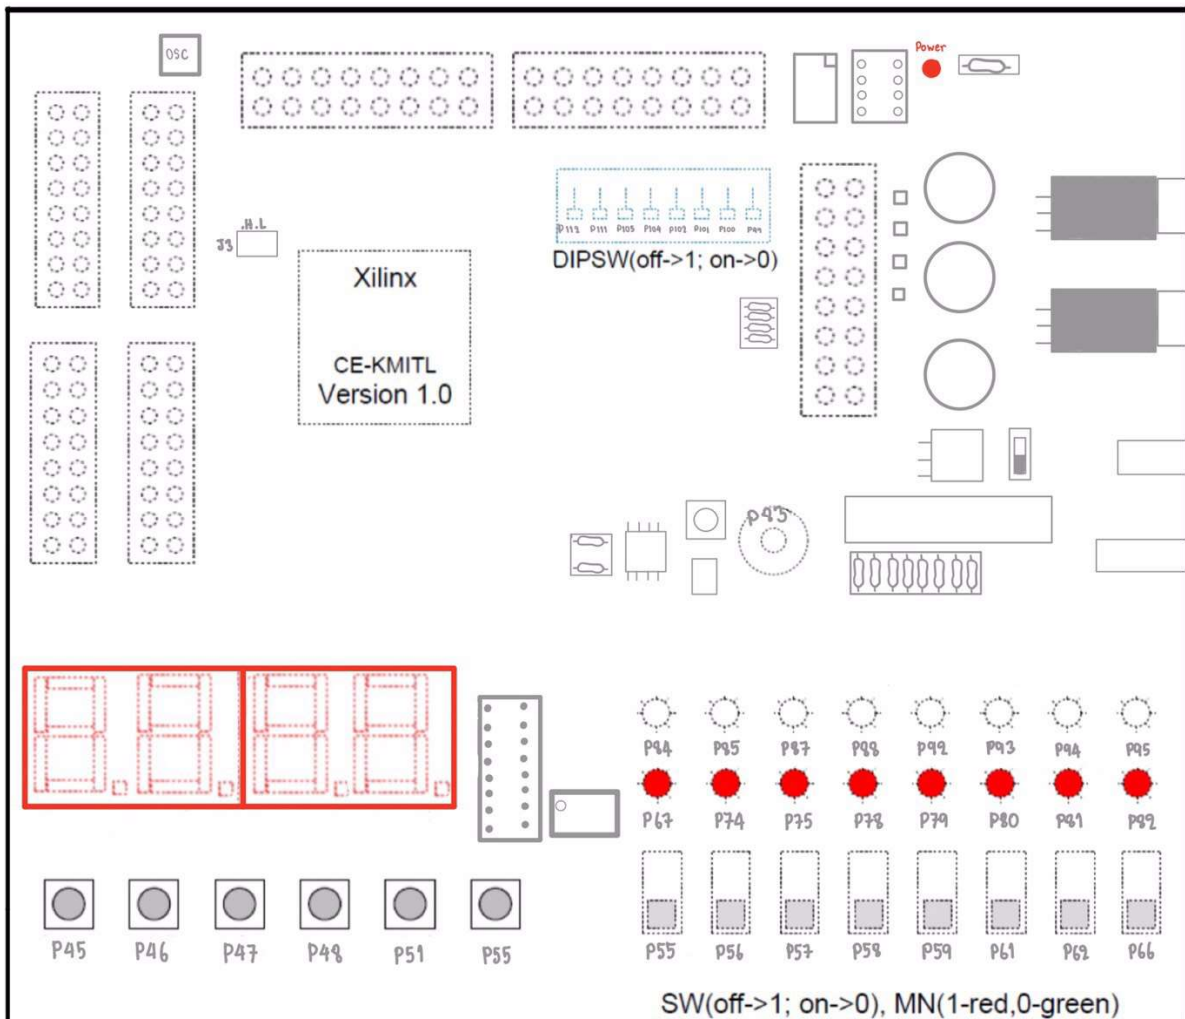 OSC
Power
P112 P111 P105 P104 P102 P101 P100 P99
DIPSW(off->1; on->0)
.H.L
J3
Xilinx
CE-KMITL
Version 1.0
P43
P84 P85 P87 P88 P92 P93 P94 P95
P67 P74 P75 P78 P79 P80 P81 P82
P45 P46 P47 P48 P51 P55
P55 P56 P57 P58 P59 P61 P62 P66
SW(off->1; on->0), MN(1-red,0-green)